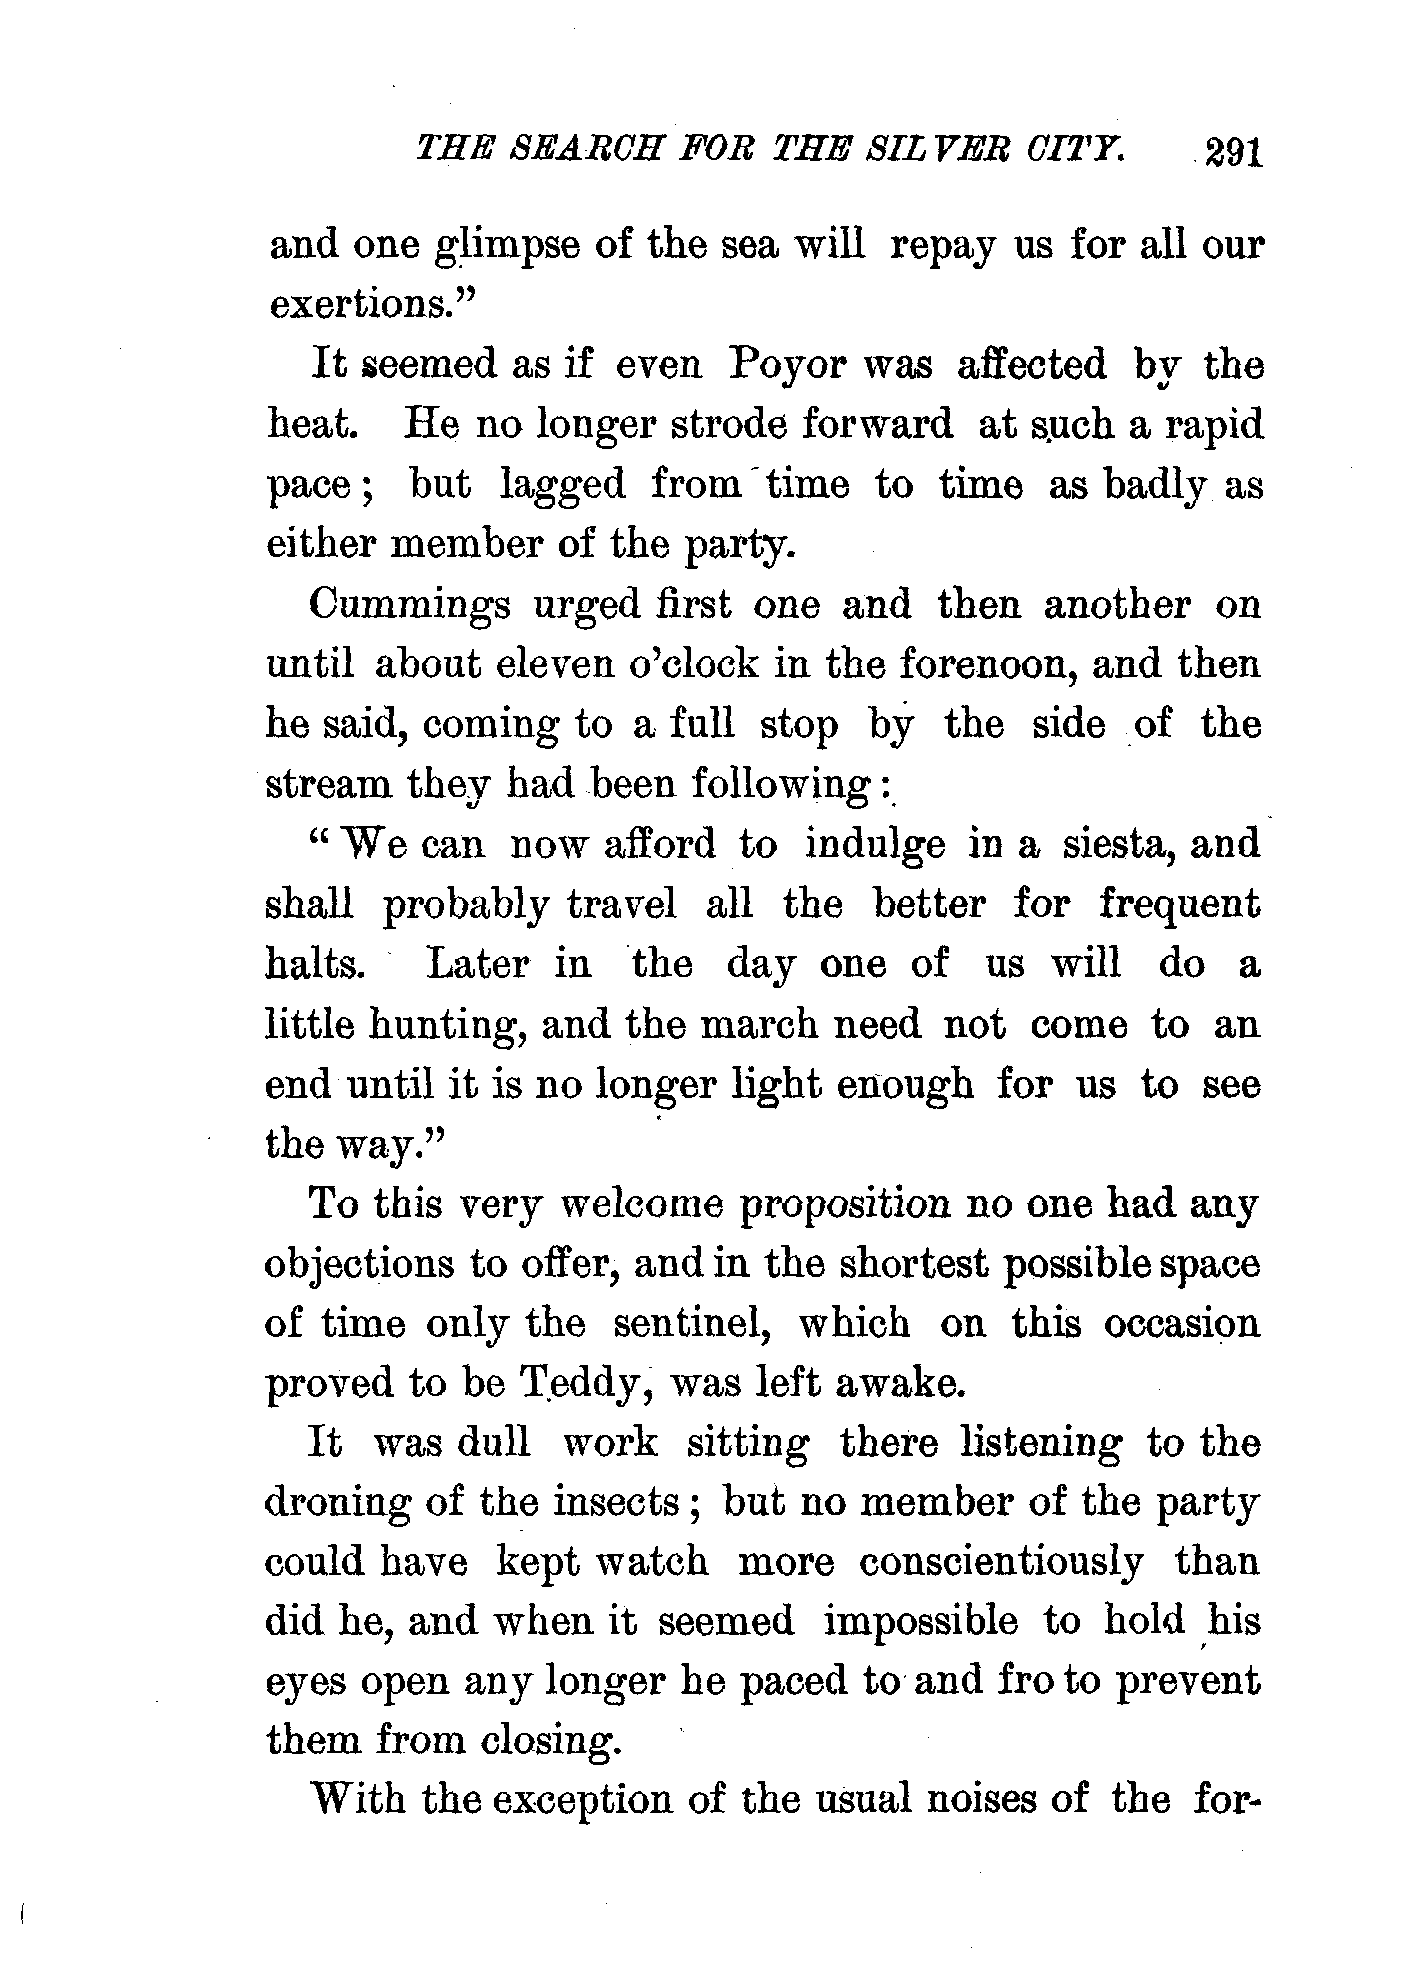 THE SEARCH FOR THE SILVER CITY. 291
and one glimpse of the sea will repay us for all our
exertions.”
It seemed as if even Poyor was affected by the
heat. He no longer strode forward at such a rapid
pace; but lagged from time to time as badly as
either member of the party.
Cummings urged first one and then another on
until about eleven o’clock in the forenoon, and then
he said, coming to a full stop by the side of the
stream they had been following:
“We can now afford to indulge in a siesta, and
shall probably travel all the better for frequent
halts. Later in the day one of us will do a
little hunting, and the march need not come to an
end until it is no longer light enough for us to see
the way.”
To this very welcome proposition no one had any
objections to offer, and in the shortest possible space
of time only the sentinel, which on this occasion
proved to be Teddy, was left awake.
It was dull work sitting there listening to the
droning of the insects; but no member of the party
could have kept watch more conscientiously than
did he, and when it seemed impossible to hold his
eyes open any longer he paced to and fro to prevent
them from closing.
With the exception of the usual noises of the for-